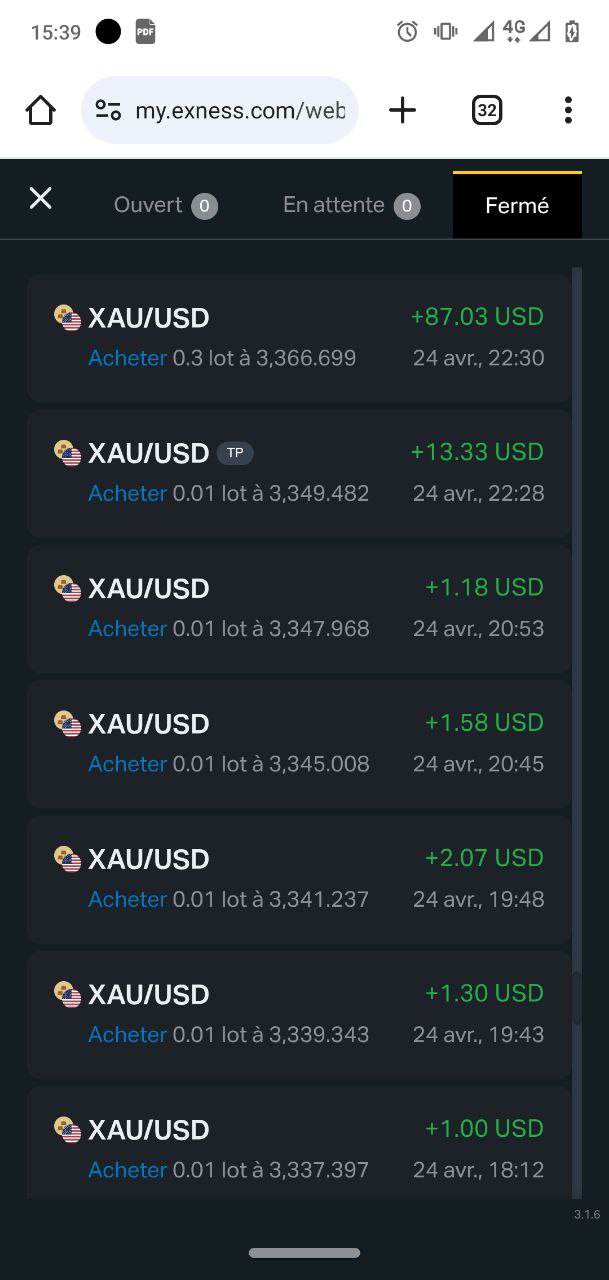 15:39 PDF 4G
my.exness.com/web 32
Ouvert 0 En attente 0 Fermé
XAU/USD +87.03 USD
Acheter 0.3 lot à 3,366.699 24 avr., 22:30
XAU/USD TP +13.33 USD
Acheter 0.01 lot à 3,349.482 24 avr., 22:28
XAU/USD +1.18 USD
Acheter 0.01 lot à 3,347.968 24 avr., 20:53
XAU/USD +1.58 USD
Acheter 0.01 lot à 3,345.008 24 avr., 20:45
XAU/USD +2.07 USD
Acheter 0.01 lot à 3,341.237 24 avr., 19:48
XAU/USD +1.30 USD
Acheter 0.01 lot à 3,339.343 24 avr., 19:43
XAU/USD +1.00 USD
Acheter 0.01 lot à 3,337.397 24 avr., 18:12
3.1.6